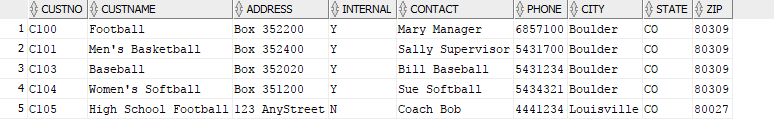 CUSTNO CUSTNAME ADDRESS INTERNAL CONTACT PHONE CITY STATE ZIP
1 C100 Football Box 352200 Y Mary Manager 6857100 Boulder CO 80309
2 C101 Men's Basketball Box 352400 Y Sally Supervisor 5431700 Boulder CO 80309
3 C103 Baseball Box 352020 Y Bill Baseball 5431234 Boulder CO 80309
4 C104 Women's Softball Box 351200 Y Sue Softball 5434321 Boulder CO 80309
5 C105 High School Football 123 AnyStreet N Coach Bob 4441234 Louisville CO 80027